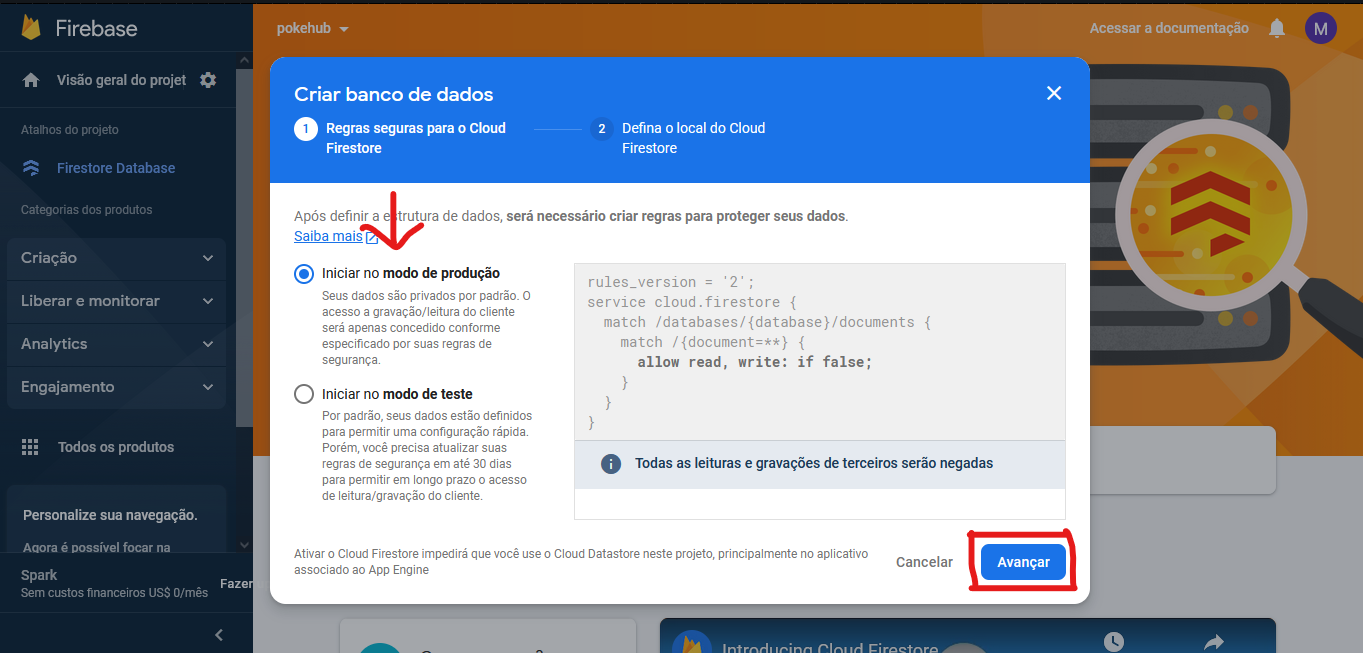 Firebase
pokehub
Acessar a documentação
M
Visão geral do projet
Atalhos do projeto
Firestore Database
Categorias dos produtos
Criação
Liberar e monitorar
Analytics
Engajamento
Todos os produtos
Personalize sua navegação.
Agora é possível focar na
Spark
Sem custos financeiros US$ 0/mês
Fazer
Criar banco de dados
1
Regras seguras para o Cloud
Firestore
2
Defina o local do Cloud
Firestore
Após definir a estrutura de dados, será necessário criar regras para proteger seus dados.
Saiba mais
Iniciar no modo de produção
Seus dados são privados por padrão. O
acesso a gravação/leitura do cliente
será apenas concedido conforme
especificado por suas regras de
segurança.
Iniciar no modo de teste
Por padrão, seus dados estão definidos
para permitir uma configuração rápida.
Porém, você precisa atualizar suas
regras de segurança em até 30 dias
para permitir em longo prazo o acesso
de leitura/gravação do cliente.
rules_version = '2';
service cloud.firestore {
match /databases/{database}/documents {
match /{document=**} {
allow read, write: if false;
}
}
}
Todas as leituras e gravações de terceiros serão negadas
Ativar o Cloud Firestore impedirá que você use o Cloud Datastore neste projeto, principalmente no aplicativo
associado ao App Engine
Cancelar
Avançar
Introducing Cloud Firestore